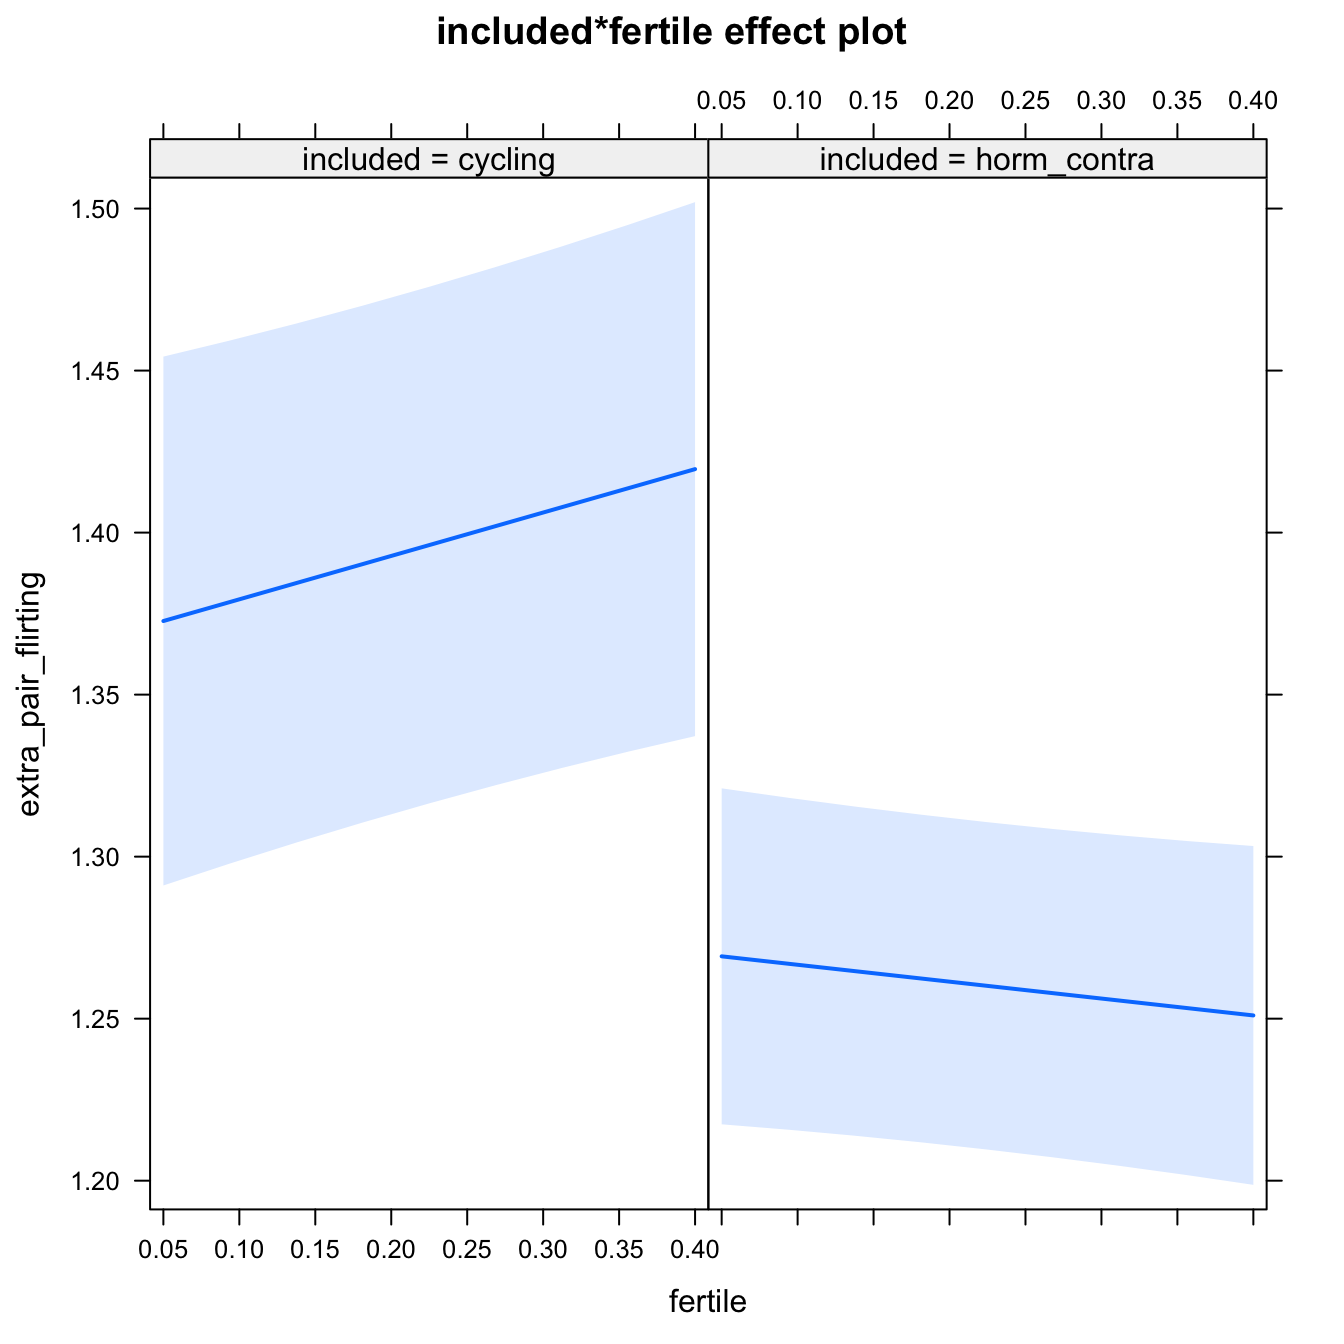 included*fertile effect plot
0.05 0.10 0.15 0.20 0.25 0.30 0.35 0.40
included = cycling
included = horm_contra
1.50
1.45
1.40
1.35
1.30
1.25
1.20
extra_pair_flirting
0.05 0.10 0.15 0.20 0.25 0.30 0.35 0.40
fertile